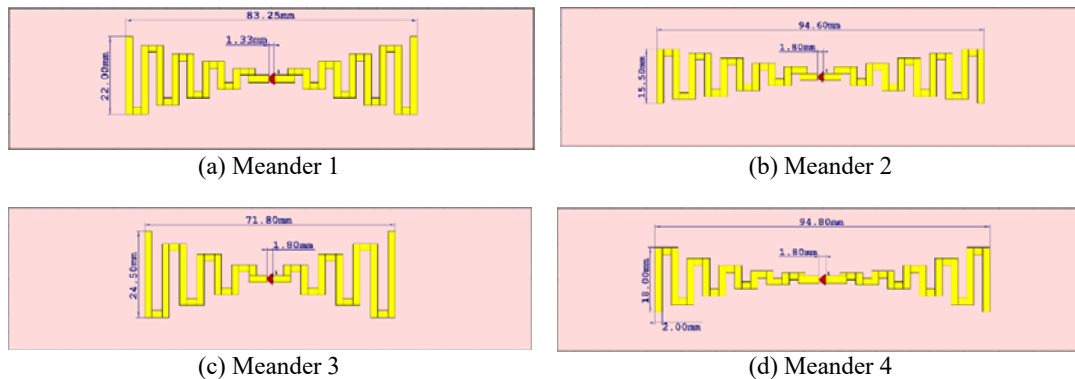 83.25mm
1.33mm
22.00mm
(a) Meander 1
94.60mm
1.80mm
15.50mm
(b) Meander 2
71.80mm
1.80mm
24.50mm
(c) Meander 3
94.80mm
1.80mm
18.00mm
2.00mm
(d) Meander 4